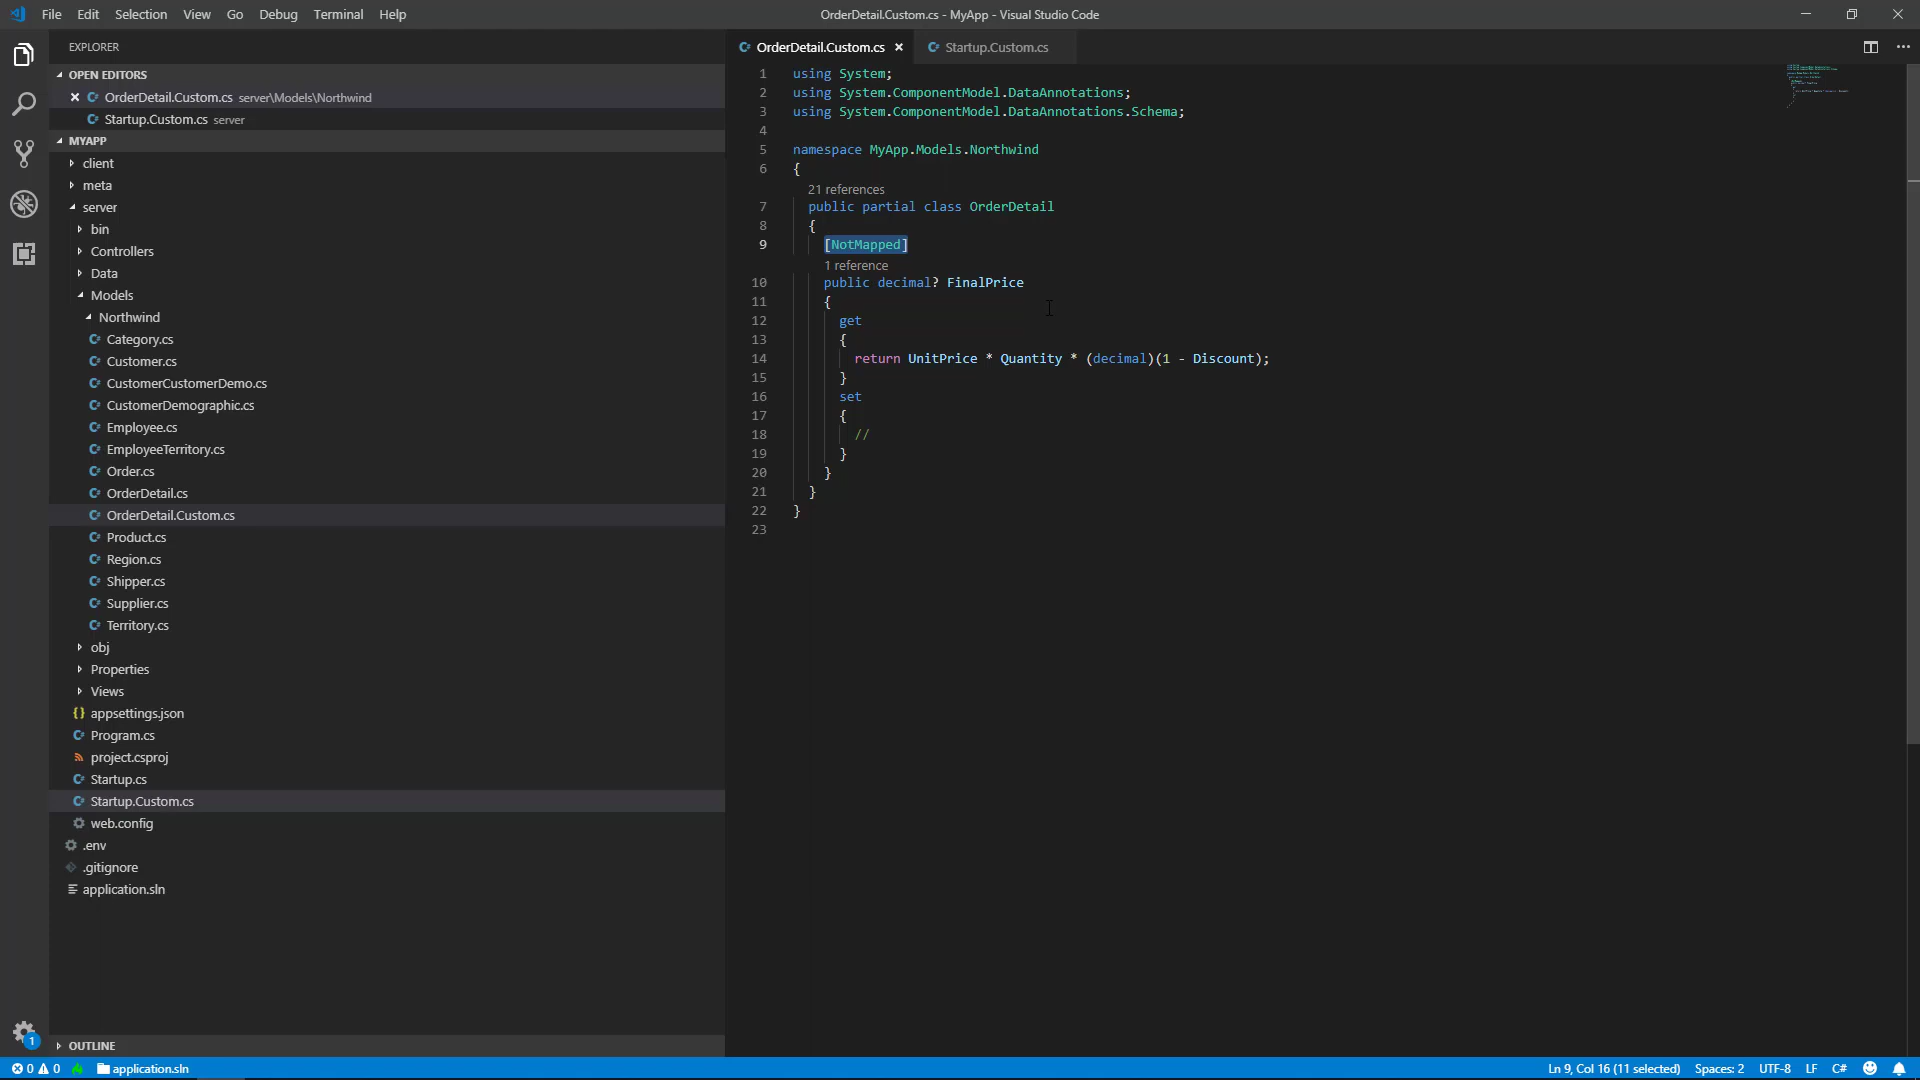 File Edit Selection View Go Debug Terminal Help
OrderDetail.Custom.cs - MyApp - Visual Studio Code
EXPLORER
OPEN EDITORS
OrderDetail.Custom.cs server\Models\Northwind
Startup.Custom.cs server
MYAPP
client
meta
server
bin
Controllers
Data
Models
Northwind
Category.cs
Customer.cs
CustomerCustomerDemo.cs
CustomerDemographic.cs
Employee.cs
EmployeeTerritory.cs
Order.cs
OrderDetail.cs
OrderDetail.Custom.cs
Product.cs
Region.cs
Shipper.cs
Supplier.cs
Territory.cs
obj
Properties
Views
appsettings.json
Program.cs
project.csproj
Startup.cs
Startup.Custom.cs
web.config
.env
.gitignore
application.sln
OUTLINE
OrderDetail.Custom.cs Startup.Custom.cs
1 using System;
2 using System.ComponentModel.DataAnnotations;
3 using System.ComponentModel.DataAnnotations.Schema;
4
5 namespace MyApp.Models.Northwind
6 {
21 references
7 public partial class OrderDetail
8 {
9 [NotMapped]
1 reference
10 public decimal? FinalPrice
11 {
12 get
13 {
14 return UnitPrice * Quantity * (decimal)(1 - Discount);
15 }
16 set
17 {
18 //
19 }
20 }
21 }
22 }
23
1
0 0 application.sln
Ln 9, Col 16 (11 selected) Spaces: 2 UTF-8 LF C#